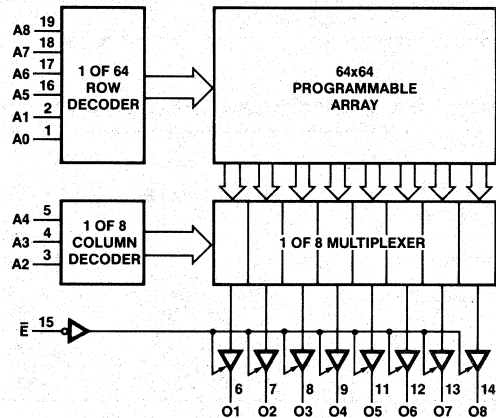 A8 19
A7 18
A6 17
A5 16
A1 2
A0 1
1 OF 64
ROW
DECODER
64x64
PROGRAMMABLE
ARRAY
A4 5
A3 4
A2 3
1 OF 8
COLUMN
DECODER
1 OF 8 MULTIPLEXER
E̅ 15
6 7 8 9 11 12 13 14
O1 O2 O3 O4 O5 O6 O7 O8